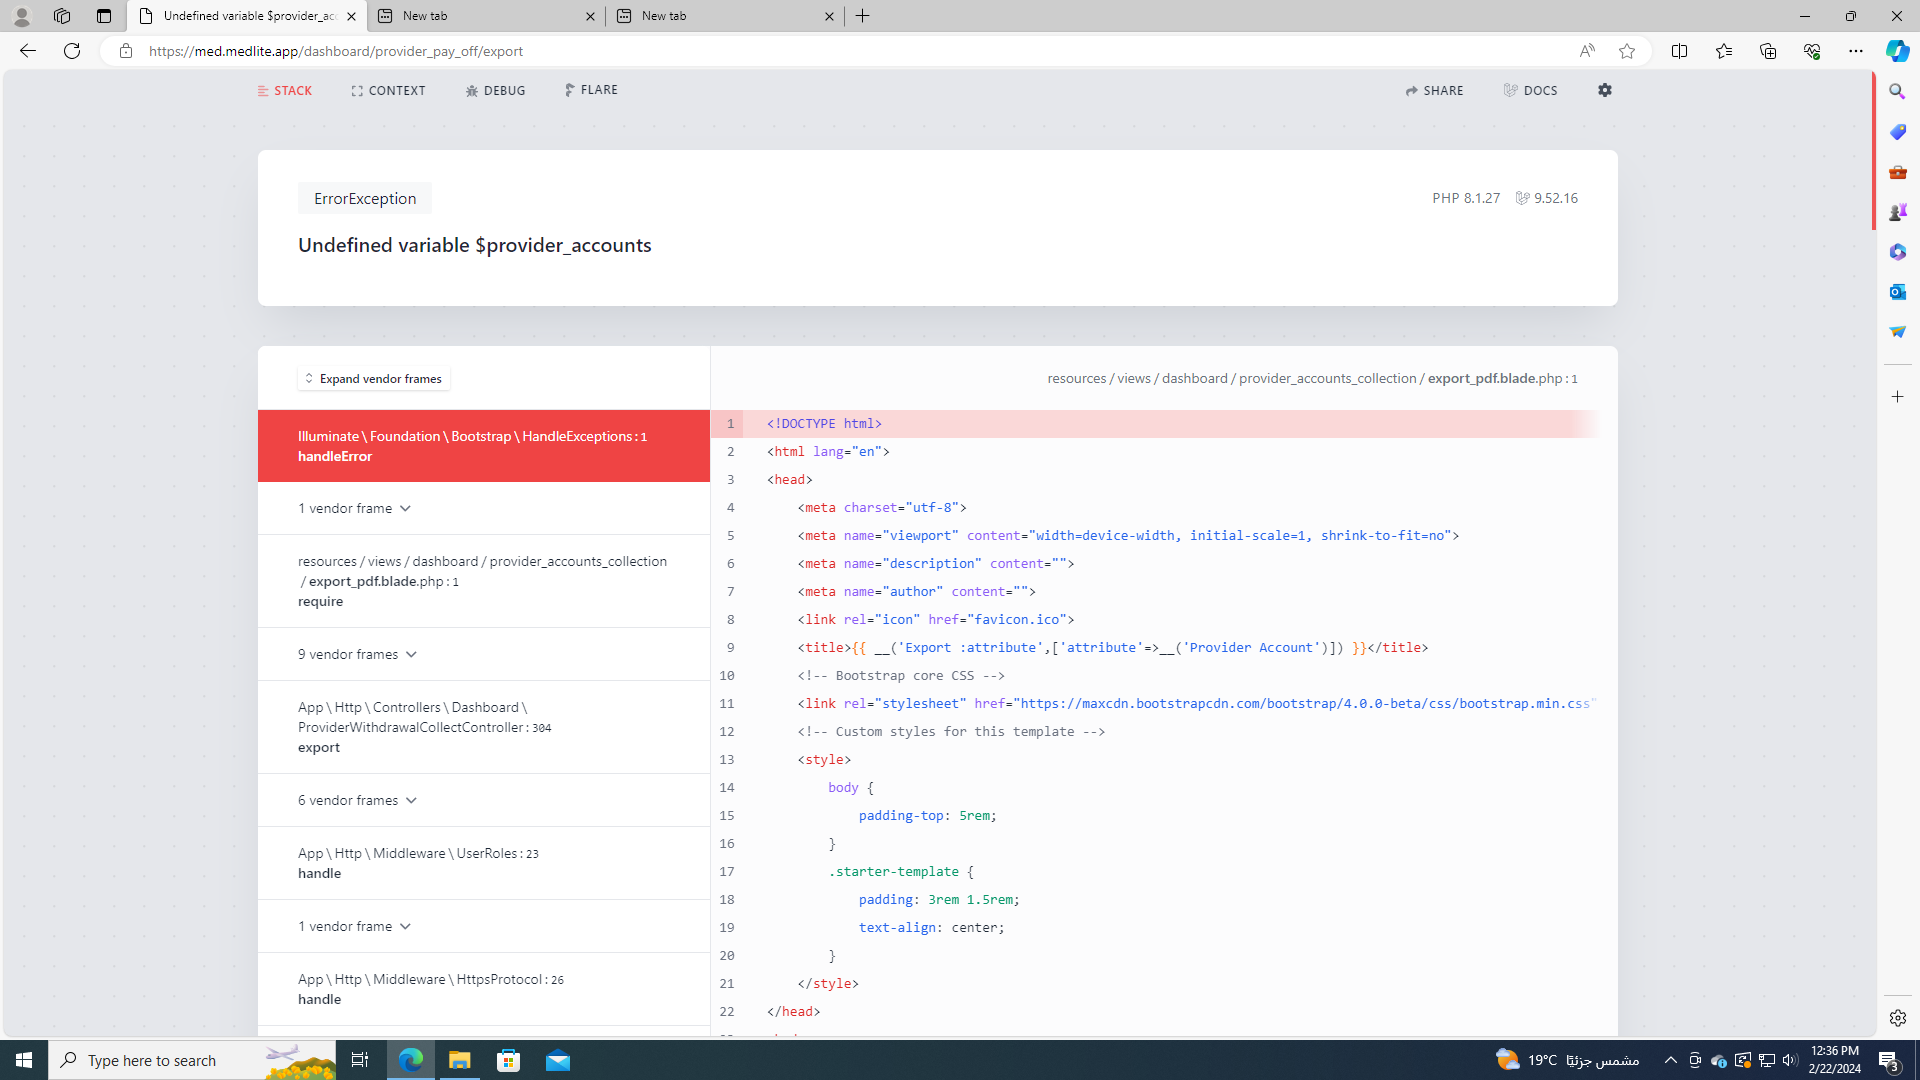 Undefined variable $provider_acc
New tab
New tab
https://med.medlite.app/dashboard/provider_pay_off/export
STACK
CONTEXT
DEBUG
FLARE
SHARE
DOCS
ErrorException
PHP 8.1.27
9.52.16
Undefined variable $provider_accounts
Expand vendor frames
Illuminate \ Foundation \ Bootstrap \ HandleExceptions : 1
handleError
1 vendor frame
resources / views / dashboard / provider_accounts_collection
/ export_pdf.blade.php : 1
require
9 vendor frames
App \ Http \ Controllers \ Dashboard \
ProviderWithdrawalCollectController : 304
export
6 vendor frames
App \ Http \ Middleware \ UserRoles : 23
handle
1 vendor frame
App \ Http \ Middleware \ HttpsProtocol : 26
handle
resources / views / dashboard / provider_accounts_collection / export_pdf.blade.php : 1
1 <!DOCTYPE html>
2 <html lang="en">
3 <head>
4 <meta charset="utf-8">
5 <meta name="viewport" content="width=device-width, initial-scale=1, shrink-to-fit=no">
6 <meta name="description" content="">
7 <meta name="author" content="">
8 <link rel="icon" href="favicon.ico">
9 <title>{{ __('Export :attribute',['attribute'=>__('Provider Account')]) }}</title>
10 <!-- Bootstrap core CSS -->
11 <link rel="stylesheet" href="https://maxcdn.bootstrapcdn.com/bootstrap/4.0.0-beta/css/bootstrap.min.css"
12 <!-- Custom styles for this template -->
13 <style>
14 body {
15 padding-top: 5rem;
16 }
17 .starter-template {
18 padding: 3rem 1.5rem;
19 text-align: center;
20 }
21 </style>
22 </head>
Type here to search
19°C مشمس جزئيًا
12:36 PM
2/22/2024
3